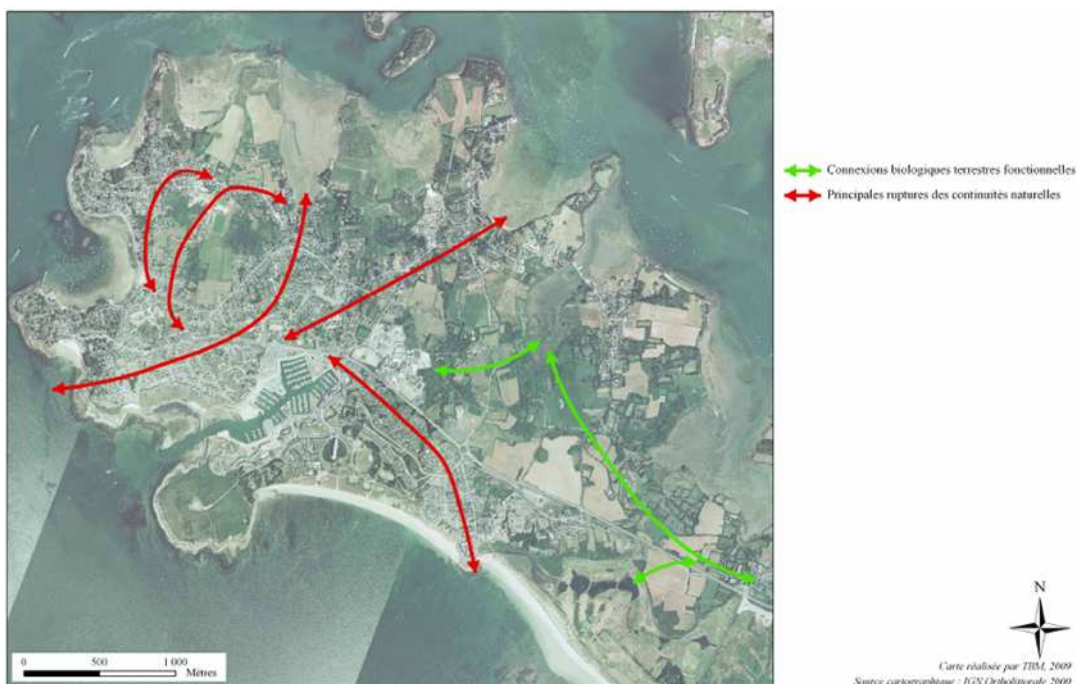 Connexions biologiques terrestres fonctionnelles
Principales ruptures des continuités naturelles
N
0 500 1 000
Mètres
Carte réalisée par TBM, 2009
Source cartographique : IGN Ortholittorale 2000